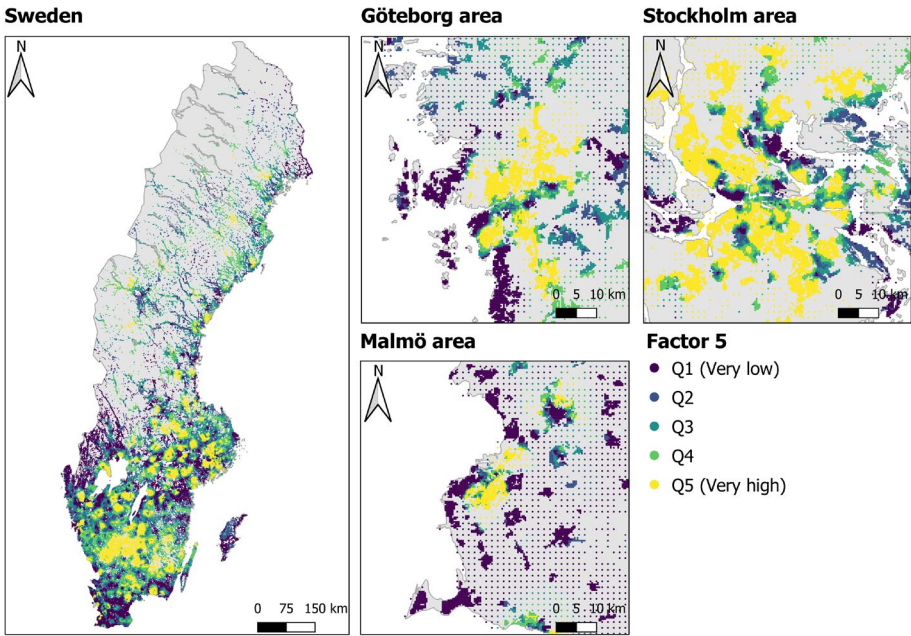 Sweden
Göteborg area
Stockholm area
N
N
N
0 5 10 km
0 5 10 km
Malmö area
Factor 5
N
Q1 (Very low)
Q2
Q3
Q4
Q5 (Very high)
0 75 150 km
0 5 10 km